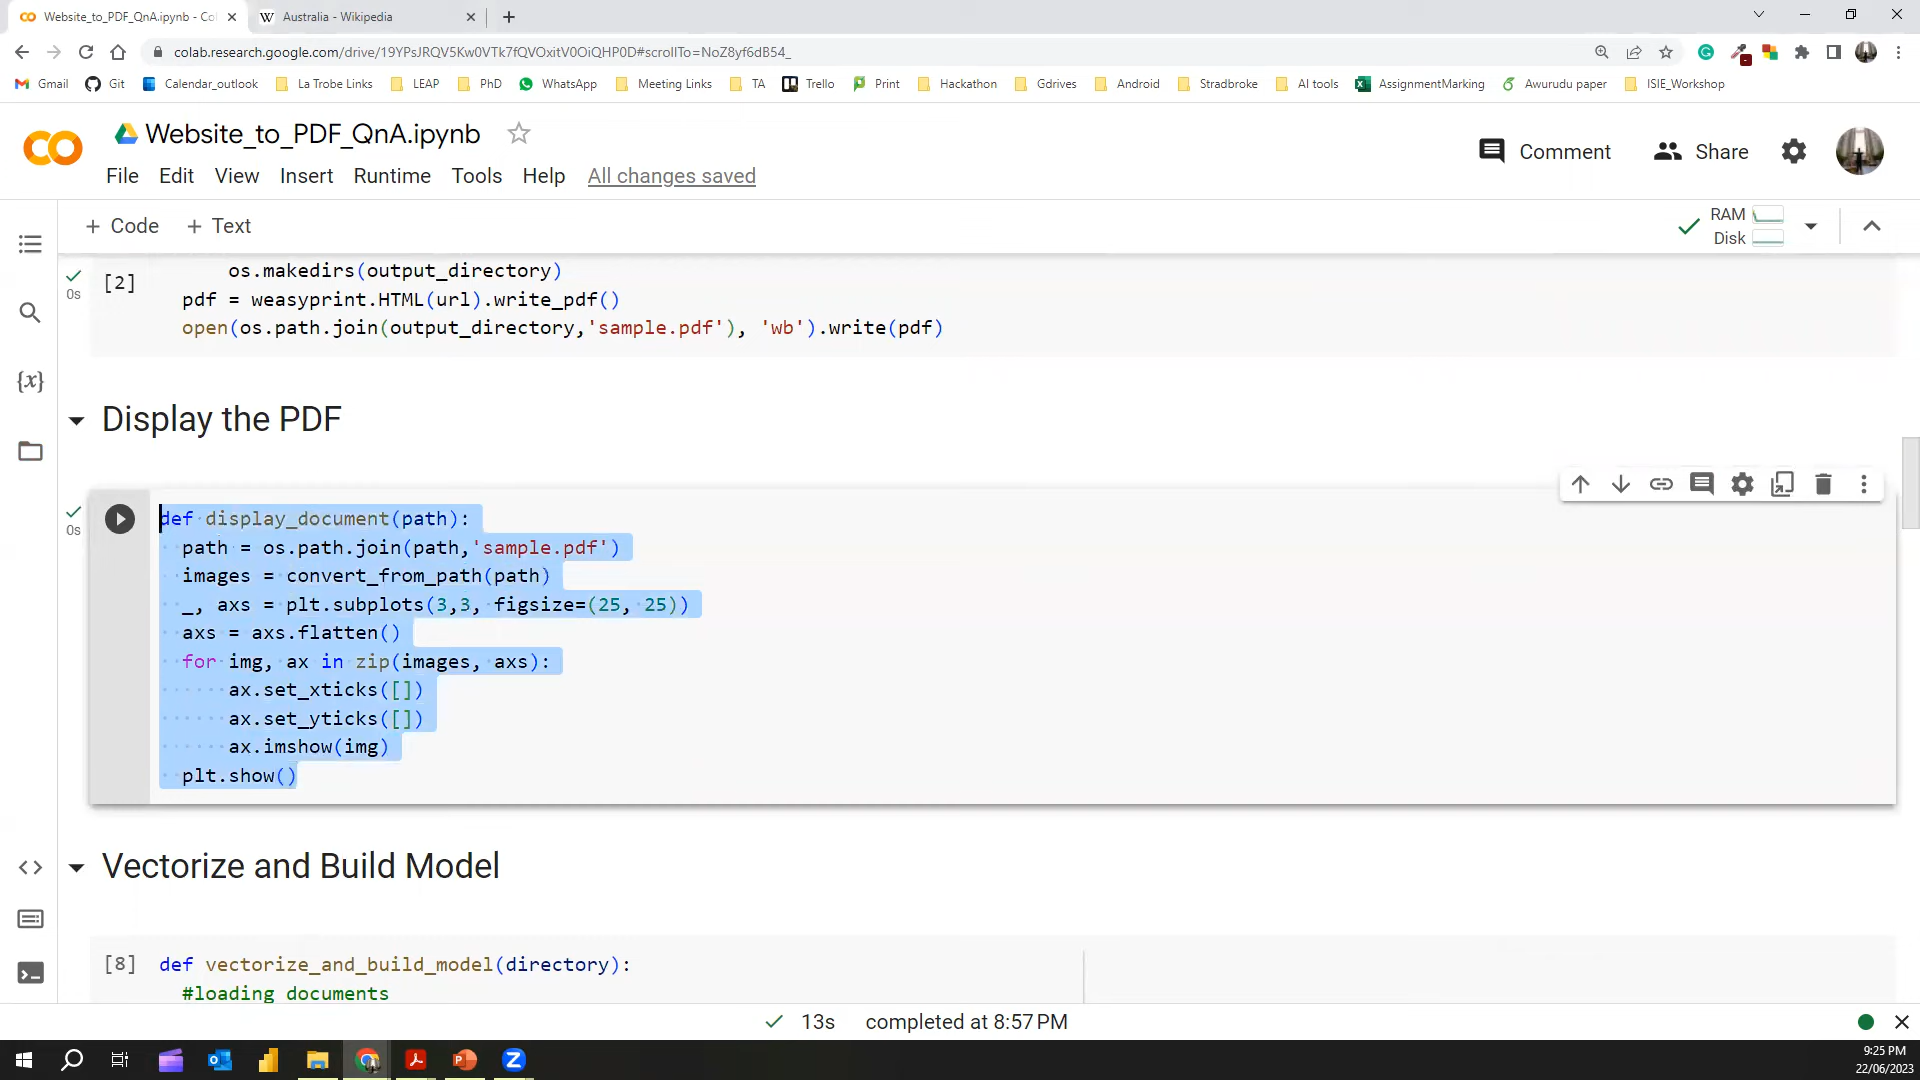 Website_to_PDF_QnA.ipynb - Co
Australia - Wikipedia
colab.research.google.com/drive/19YPsJRQV5Kw0VTk7fQVOxitV0OiQHP0D#scrollTo=NoZ8yf6dB54_
Gmail Git Calendar_outlook La Trobe Links LEAP PhD WhatsApp Meeting Links TA Trello Print Hackathon Gdrives Android Stradbroke AI tools AssignmentMarking Awurudu paper ISIE_Workshop
Website_to_PDF_QnA.ipynb
Comment Share
File Edit View Insert Runtime Tools Help All changes saved
+ Code + Text
RAM
Disk
0s [2] os.makedirs(output_directory)
pdf = weasyprint.HTML(url).write_pdf()
open(os.path.join(output_directory,'sample.pdf'), 'wb').write(pdf)
{x}
Display the PDF
0s
def display_document(path):
path = os.path.join(path,'sample.pdf')
images = convert_from_path(path)
_, axs = plt.subplots(3,3, figsize=(25, 25))
axs = axs.flatten()
for img, ax in zip(images, axs):
ax.set_xticks([])
ax.set_yticks([])
ax.imshow(img)
plt.show()
Vectorize and Build Model
[8] def vectorize_and_build_model(directory):
#loading documents
13s completed at 8:57 PM
9:25 PM
22/06/2023